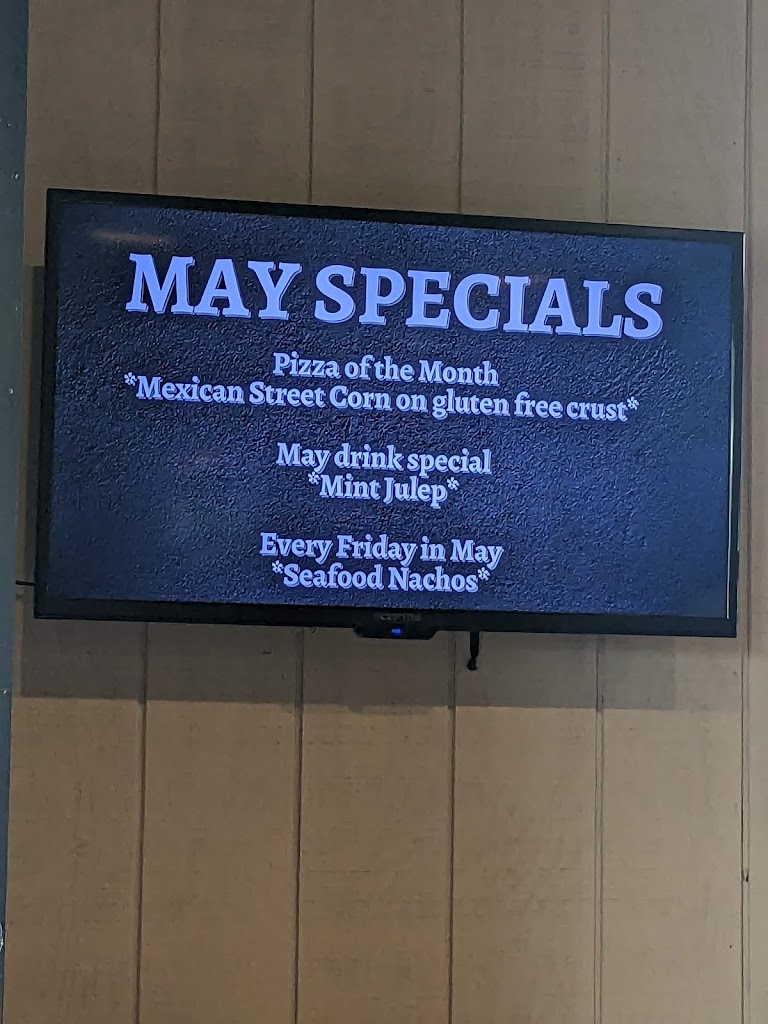 MAY SPECIALS
Pizza of the Month
*Mexican Street Corn on gluten free crust*
May drink special
*Mint Julep*
Every Friday in May
*Seafood Nachos*